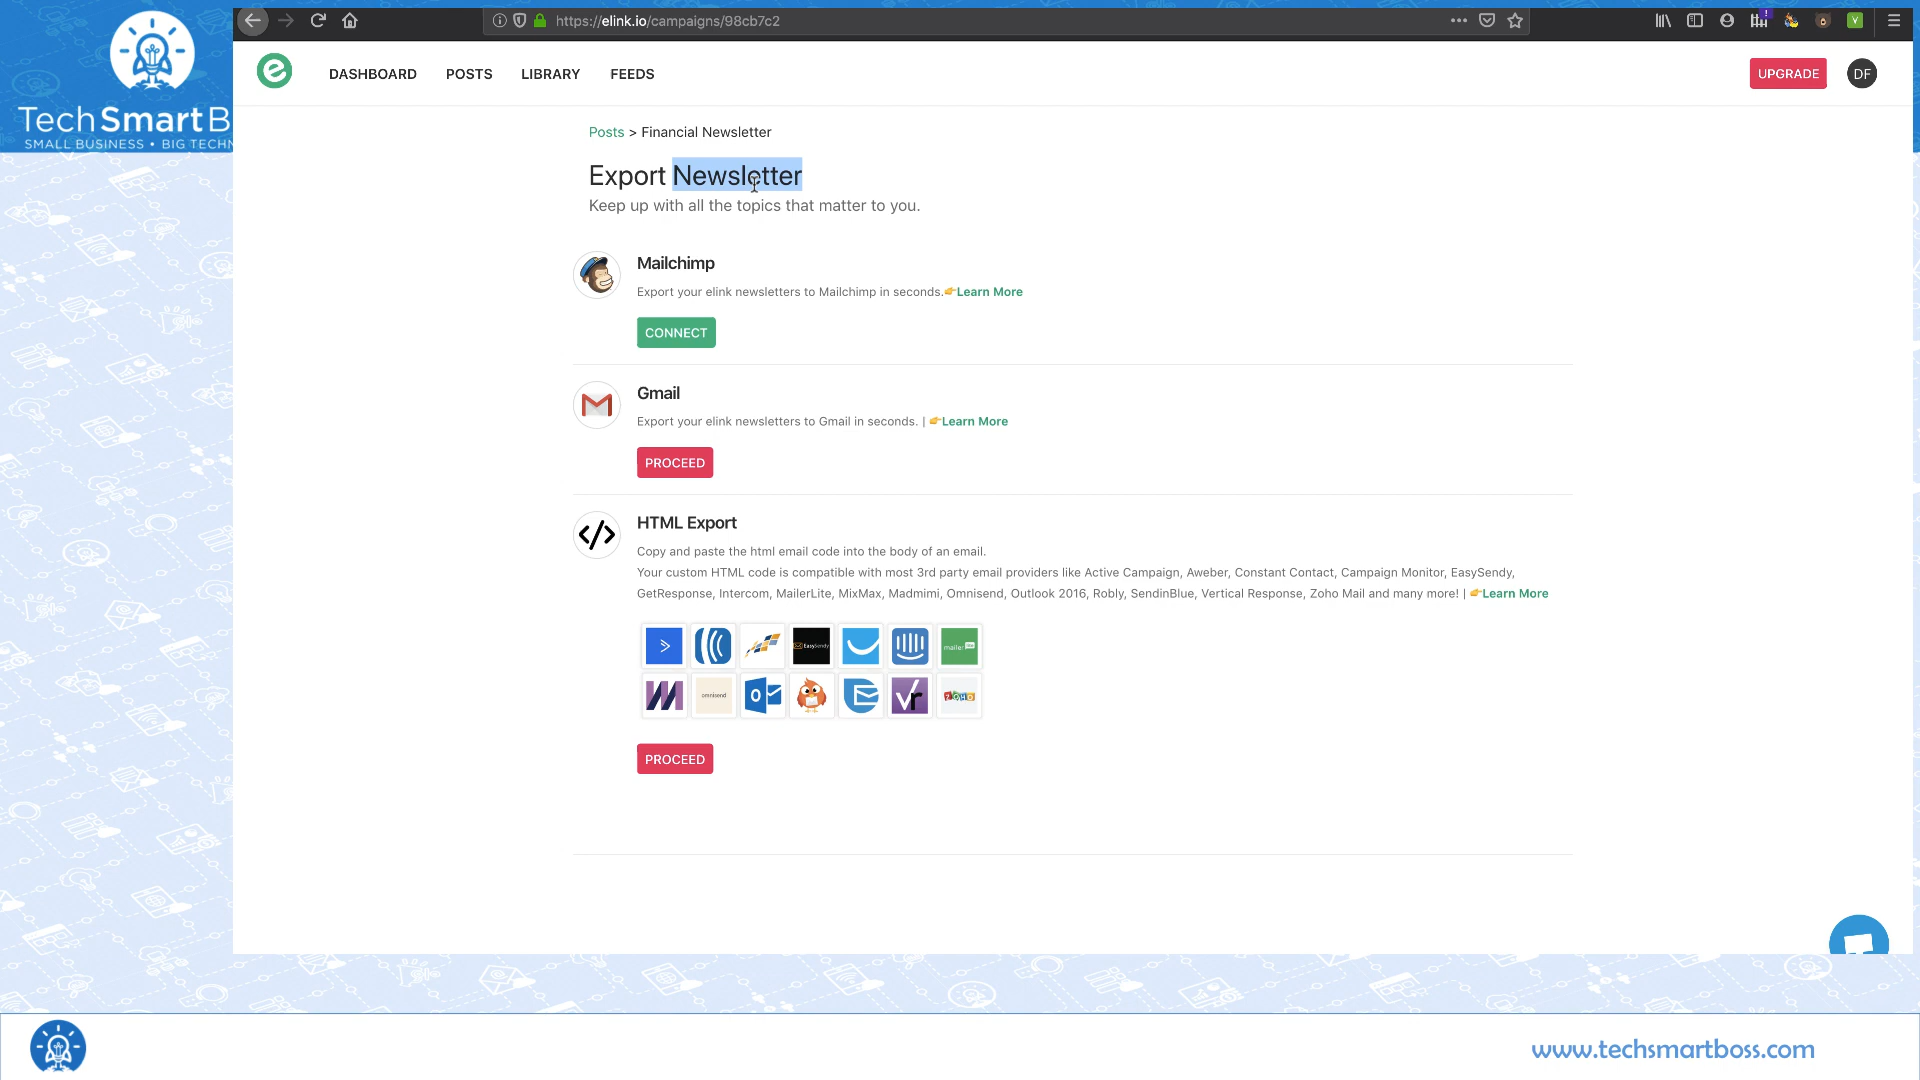 https://elink.io/campaigns/98cb7c2
TechSmartB
SMALL BUSINESS • BIG TECHN
DASHBOARD POSTS LIBRARY FEEDS UPGRADE DF
Posts > Financial Newsletter
Export Newsletter
Keep up with all the topics that matter to you.
Mailchimp
Export your elink newsletters to Mailchimp in seconds.👉Learn More
CONNECT
Gmail
Export your elink newsletters to Gmail in seconds. | 👉Learn More
PROCEED
HTML Export
Copy and paste the html email code into the body of an email.
Your custom HTML code is compatible with most 3rd party email providers like Active Campaign, Aweber, Constant Contact, Campaign Monitor, EasySendy,
GetResponse, Intercom, MailerLite, MixMax, Madmimi, Omnisend, Outlook 2016, Robly, SendinBlue, Vertical Response, Zoho Mail and many more! | 👉Learn More
EasySendy mailer lite
omnisend vr ZOHO
PROCEED
www.techsmartboss.com